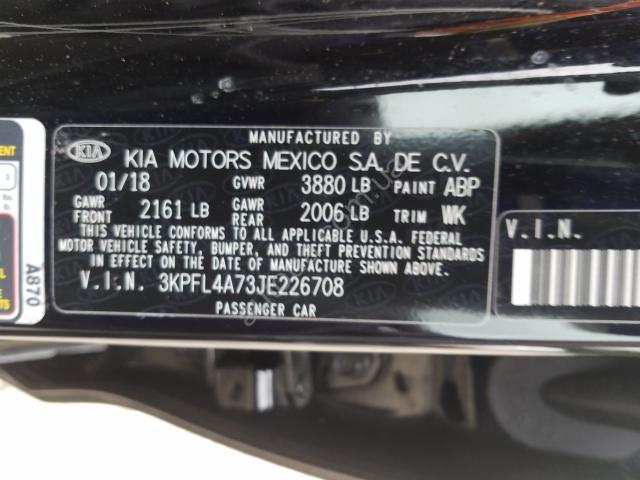 MANUFACTURED BY
KIA KIA MOTORS MEXICO S.A. DE C.V.
01/18 GVWR 3880 LB PAINT ABP
GAWR FRONT 2161 LB GAWR REAR 2006 LB TRIM WK
THIS VEHICLE CONFORMS TO ALL APPLICABLE U.S.A. FEDERAL
MOTOR VEHICLE SAFETY, BUMPER, AND THEFT PREVENTION STANDARDS
IN EFFECT ON THE DATE OF MANUFACTURE SHOWN ABOVE.
V.I.N. 3KPFL4A73JE226708
PASSENGER CAR
V.I.N.
A870